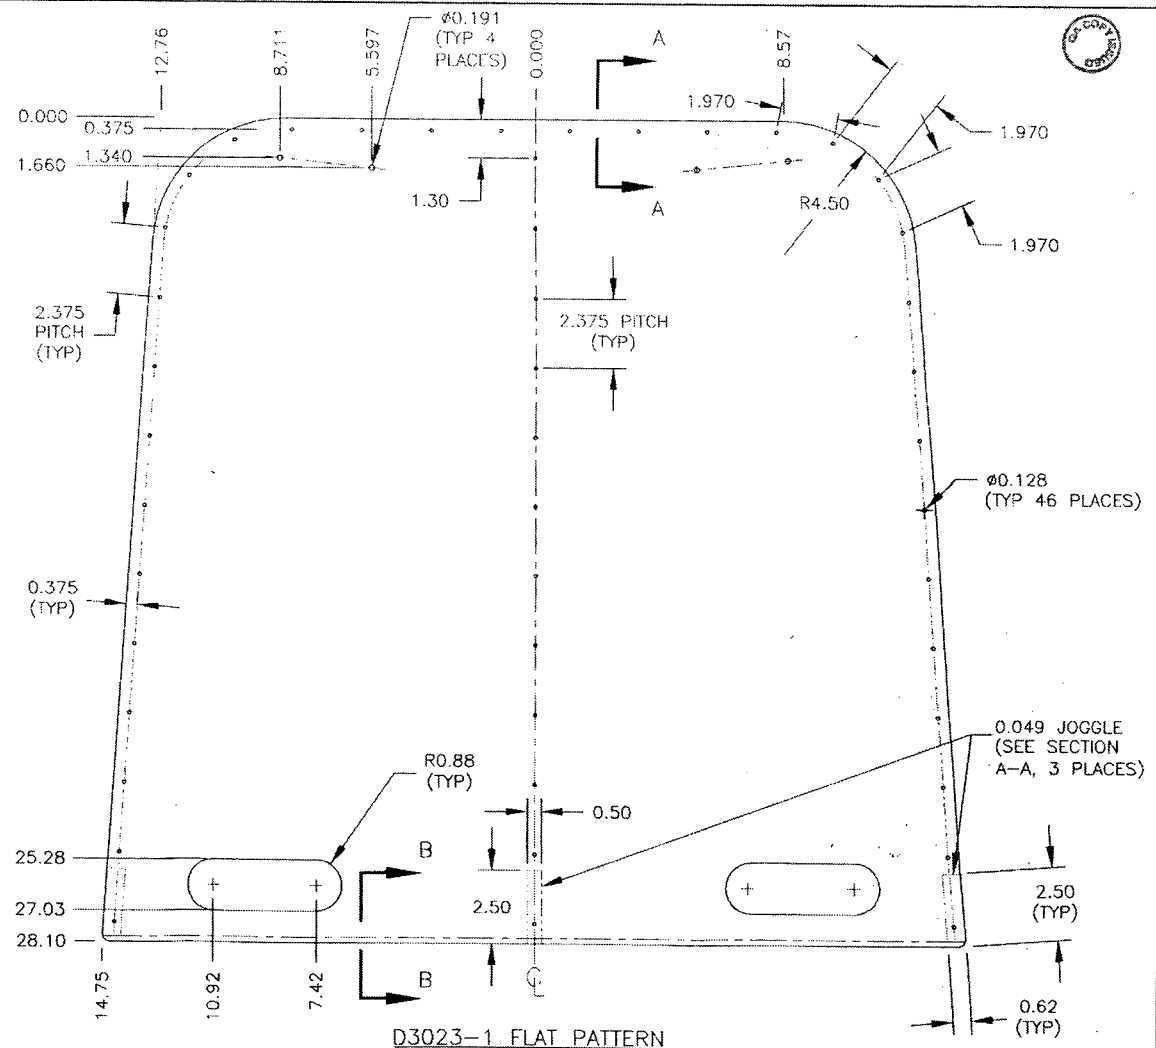 12.76
8.711
5.597
ø0.191
(TYP 4
PLACES)
0.000
A
8.57
QA COPY ISSUED
0.000
0.375
1.340
1.660
1.970
1.970
1.30
A
R4.50
1.970
2.375
PITCH
(TYP)
2.375 PITCH
(TYP)
ø0.128
(TYP 46 PLACES)
0.375
(TYP)
0.049 JOGGLE
(SEE SECTION
A-A, 3 PLACES)
R0.88
(TYP)
0.50
25.28
B
27.03
2.50
2.50
(TYP)
28.10
14.75
10.92
7.42
B
CL
0.62
(TYP)
D3023-1 FLAT PATTERN